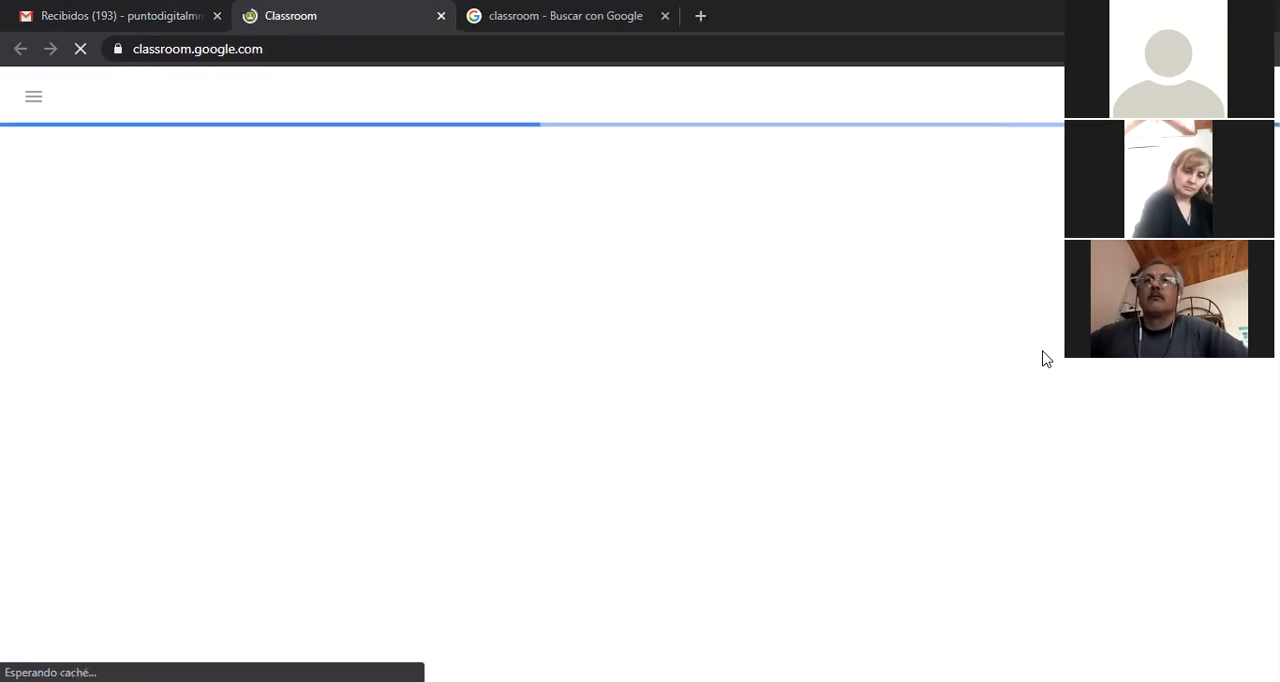 Recibidos (193) - puntodigitalm
Classroom
classroom - Buscar con Google
classroom.google.com
Esperando caché...